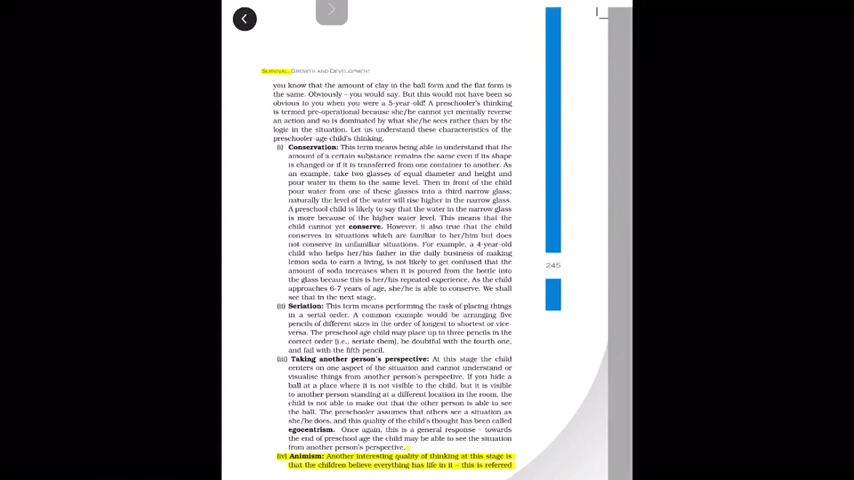 SURVIVAL, GROWTH AND DEVELOPMENT
you know that the amount of clay in the ball form and the flat form is
the same. Obviously – you would say. But this would not have been so
obvious to you when you were a 5-year-old! A preschooler's thinking
is termed pre-operational because she/he cannot yet mentally reverse
an action and so is dominated by what she/he sees rather than by the
logic in the situation. Let us understand these characteristics of the
preschooler-age child's thinking.
(i) Conservation: This term means being able to understand that the
amount of a certain substance remains the same even if its shape
is changed or if it is transferred from one container to another. As
an example, take two glasses of equal diameter and height and
pour water in them to the same level. Then in front of the child
pour water from one of these glasses into a third narrow glass;
naturally the level of the water will rise higher in the narrow glass.
A preschool child is likely to say that the water in the narrow glass
is more because of the higher water level. This means that the
child cannot yet conserve. However, it also true that the child
conserves in situations which are familiar to her/him but does
not conserve in unfamiliar situations. For example, a 4-year-old
child who helps her/his father in the daily business of making
lemon soda to earn a living, is not likely to get confused that the
amount of soda increases when it is poured from the bottle into
the glass because this is her/his repeated experience. As the child
approaches 6-7 years of age, she/he is able to conserve. We shall
see that in the next stage.
245
(ii) Seriation: This term means performing the task of placing things
in a serial order. A common example would be arranging five
pencils of different sizes in the order of longest to shortest or vice-
versa. The preschool age child may place up to three pencils in the
correct order (i.e., seriate them), be doubtful with the fourth one,
and fail with the fifth pencil.
(iii) Taking another person's perspective: At this stage the child
centers on one aspect of the situation and cannot understand or
visualise things from another person's perspective. If you hide a
ball at a place where it is not visible to the child, but it is visible
to another person standing at a different location in the room, the
child is not able to make out that the other person is able to see
the ball. The preschooler assumes that others see a situation as
she/he does, and this quality of the child's thought has been called
egocentrism. Once again, this is a general response – towards
the end of preschool age the child may be able to see the situation
from another person's perspective.
(iv) Animism: Another interesting quality of thinking at this stage is
that the children believe everything has life in it – this is referred